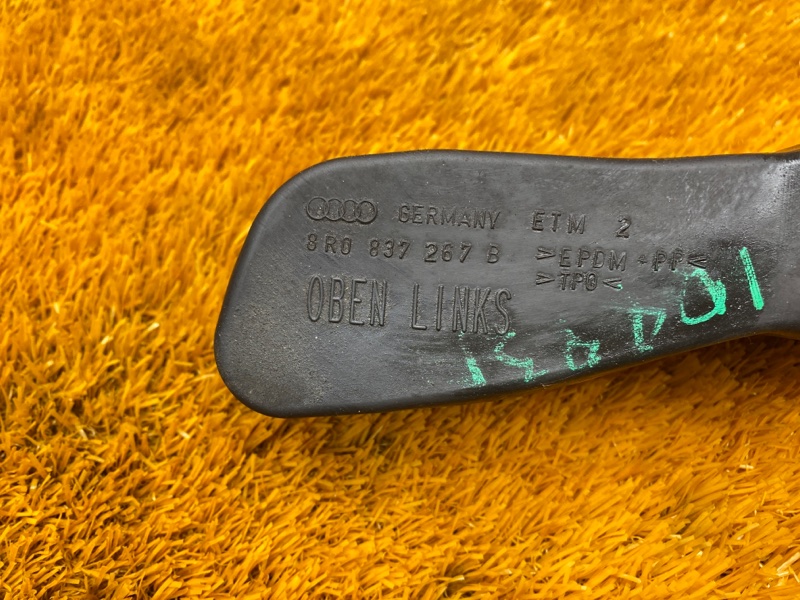 GERMANY ETM 2
8R0 837 267 B >EPDM+PP<
>TPO<
OBEN LINKS